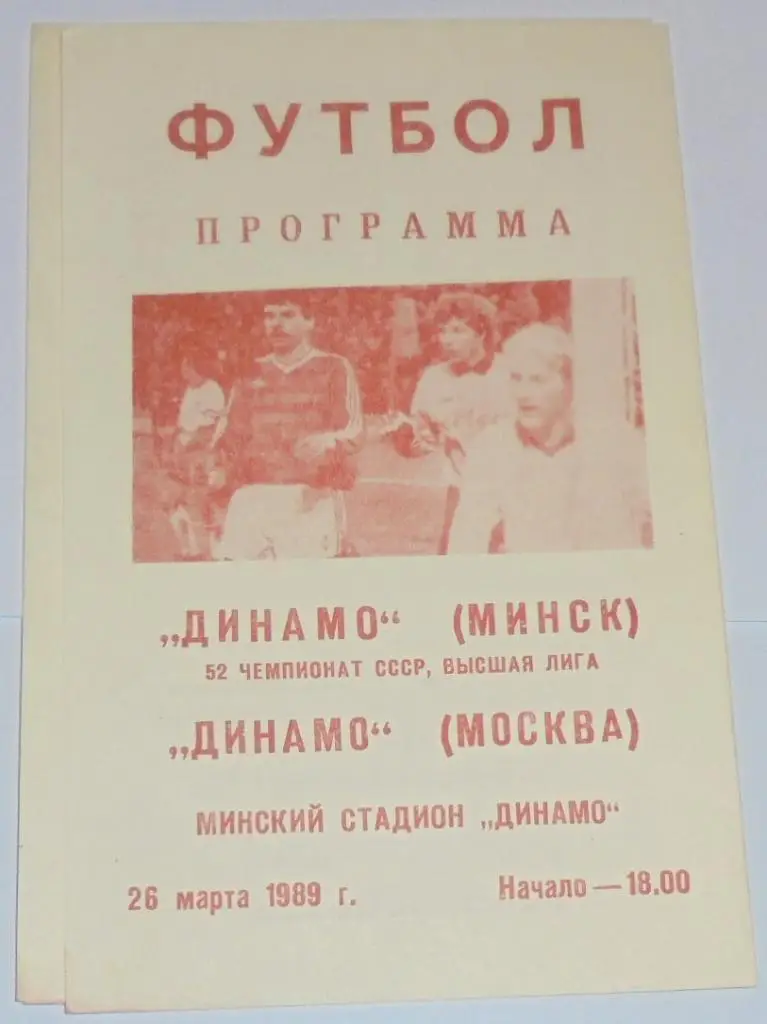 ФУТБОЛ
ПРОГРАММА
„ДИНАМО“ (МИНСК)
52 ЧЕМПИОНАТ СССР, ВЫСШАЯ ЛИГА
„ДИНАМО“ (МОСКВА)
МИНСКИЙ СТАДИОН „ДИНАМО“
26 марта 1989 г. Начало — 18.00